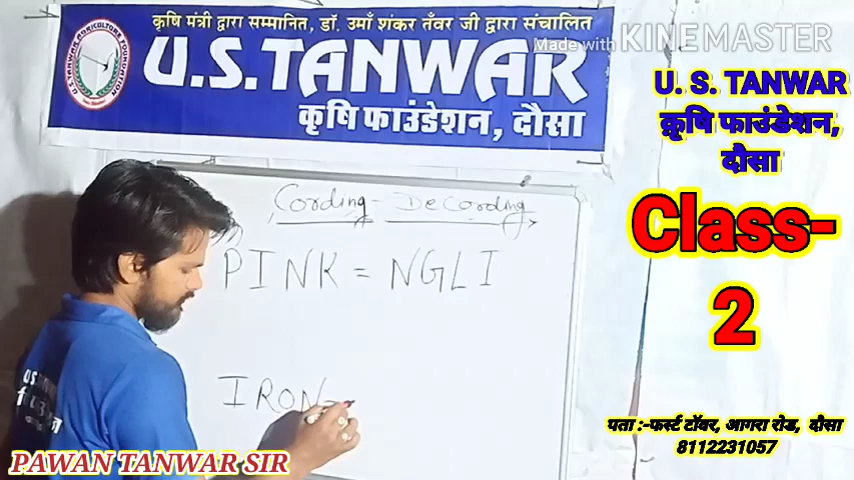 कृषि मंत्री द्वारा सम्मानित, डॉ. उमाँ शंकर तँवर जी द्वारा संचालित
Made with KINEMASTER
U.S. TANWAR
कृषि फाउंडेशन, दौसा
U. S. TANWAR
कृषि फाउंडेशन,
दौसा
Class-
2
Cording - DeCording
PINK = NGLI
IRON=
पता :-फर्स्ट टॉवर, आगरा रोड, दौसा
8112231057
PAWAN TANWAR SIR